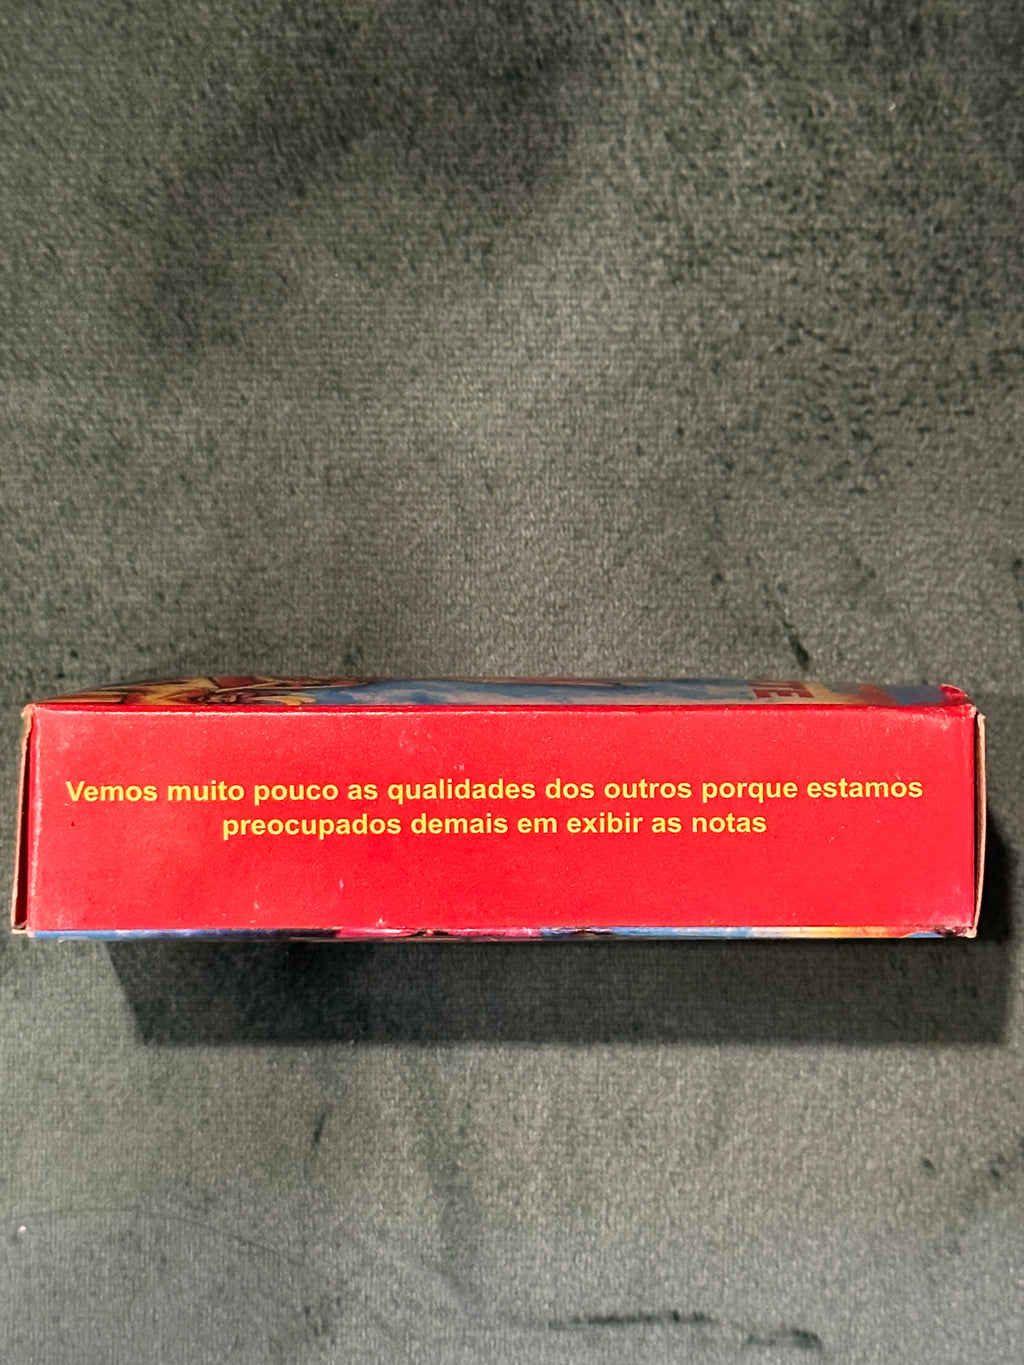 Vemos muito pouco as qualidades dos outros porque estamos
preocupados demais em exibir as notas